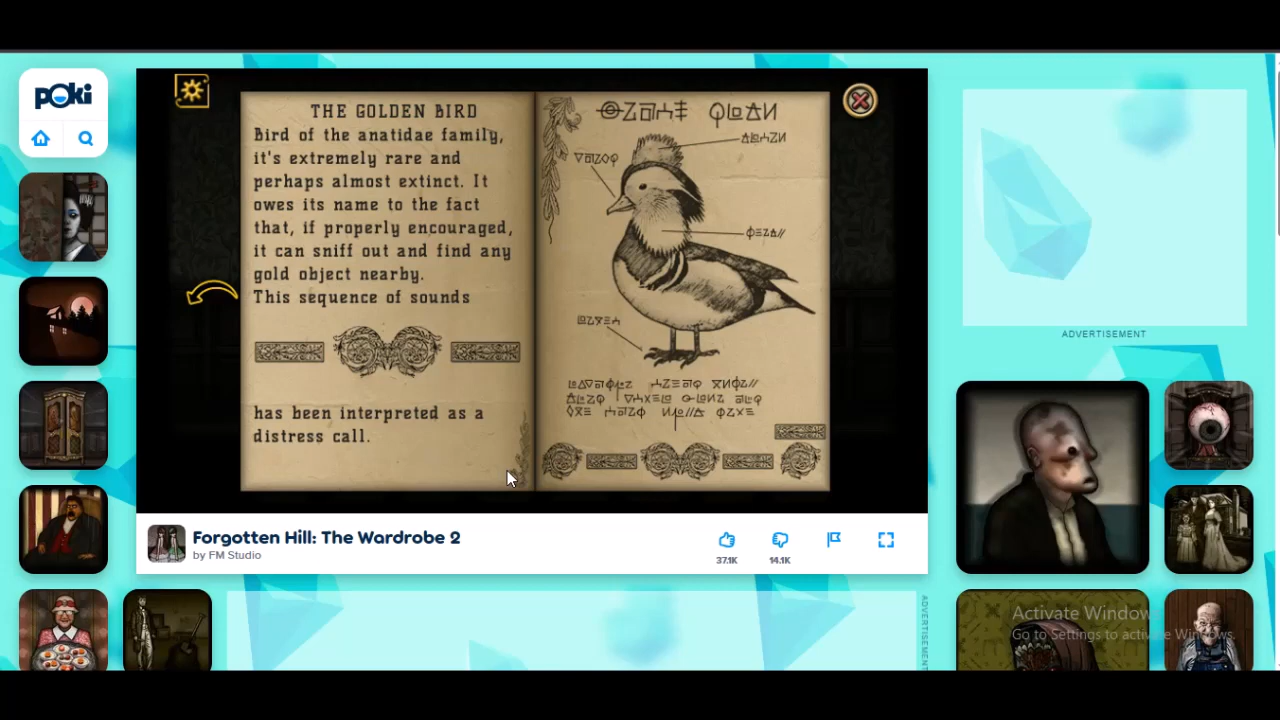 poki
THE GOLDEN BIRD
Bird of the anatidae family,
it's extremely rare and
perhaps almost extinct. It
owes its name to the fact
that, if properly encouraged,
it can sniff out and find any
gold object nearby.
This sequence of sounds
has been interpreted as a
distress call.
ADVERTISEMENT
Forgotten Hill: The Wardrobe 2
by FM Studio
37.1K
14.1K
ADVERTISEMENT
Activate Windows
Go to Settings to activate Windows.